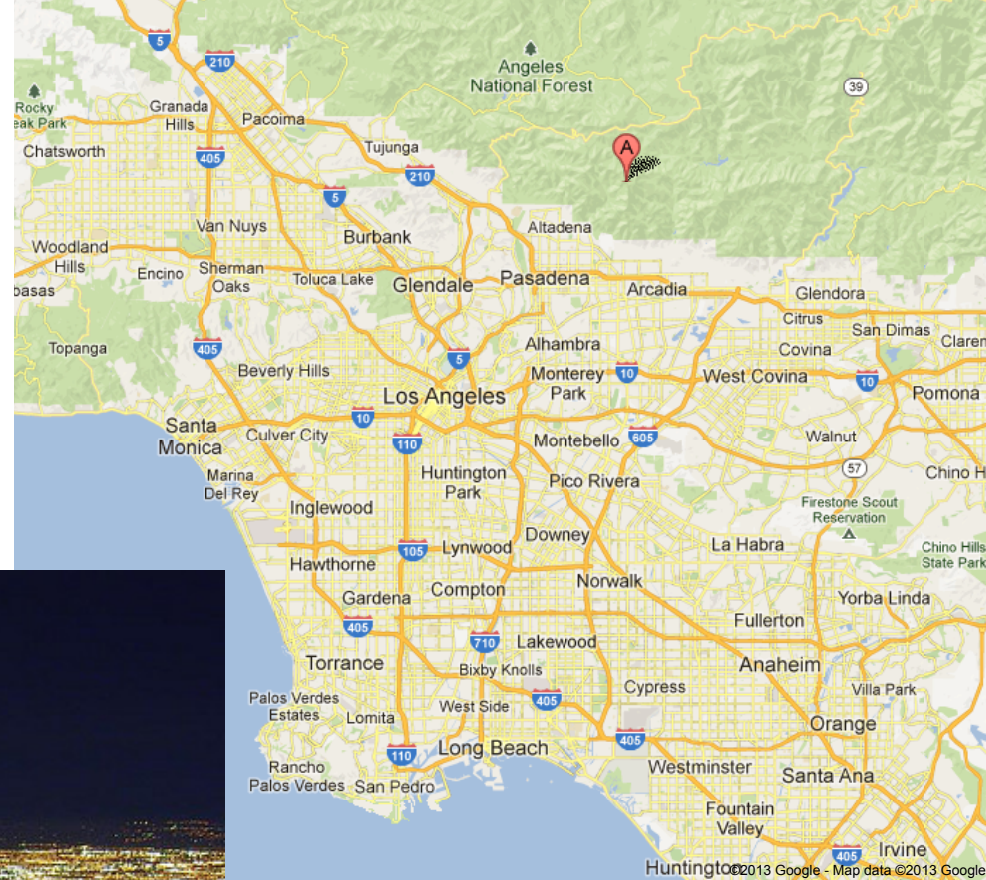 5
210
Angeles
National Forest
39
Rocky
eak Park
Granada
Hills
Pacoima
A
Chatsworth
405
Tujunga
210
5
Van Nuys
Altadena
Burbank
Woodland
Hills
Encino
Sherman
Oaks
Toluca Lake
Glendale
Pasadena
Arcadia
Glendora
basas
Citrus
San Dimas
Topanga
405
5
Alhambra
Covina
Claren
Beverly Hills
Monterey
Park
10
West Covina
10
Pomona
Los Angeles
10
Santa
Monica
Culver City
110
Montebello
605
Walnut
57
Marina
Del Rey
Huntington
Park
Pico Rivera
Chino H
Inglewood
Firestone Scout
Reservation
Downey
105
Lynwood
La Habra
Chino Hills
State Park
Hawthorne
Norwalk
Compton
Gardena
Yorba Linda
405
Fullerton
710
Lakewood
Torrance
Bixby Knolls
Anaheim
Palos Verdes
Estates
Lomita
West Side
405
Cypress
Villa Park
Orange
110
Long Beach
405
Rancho
Palos Verdes
San Pedro
Westminster
Santa Ana
Fountain
Valley
405
Irvine
Huntingto
©2013 Google - Map data ©2013 Google